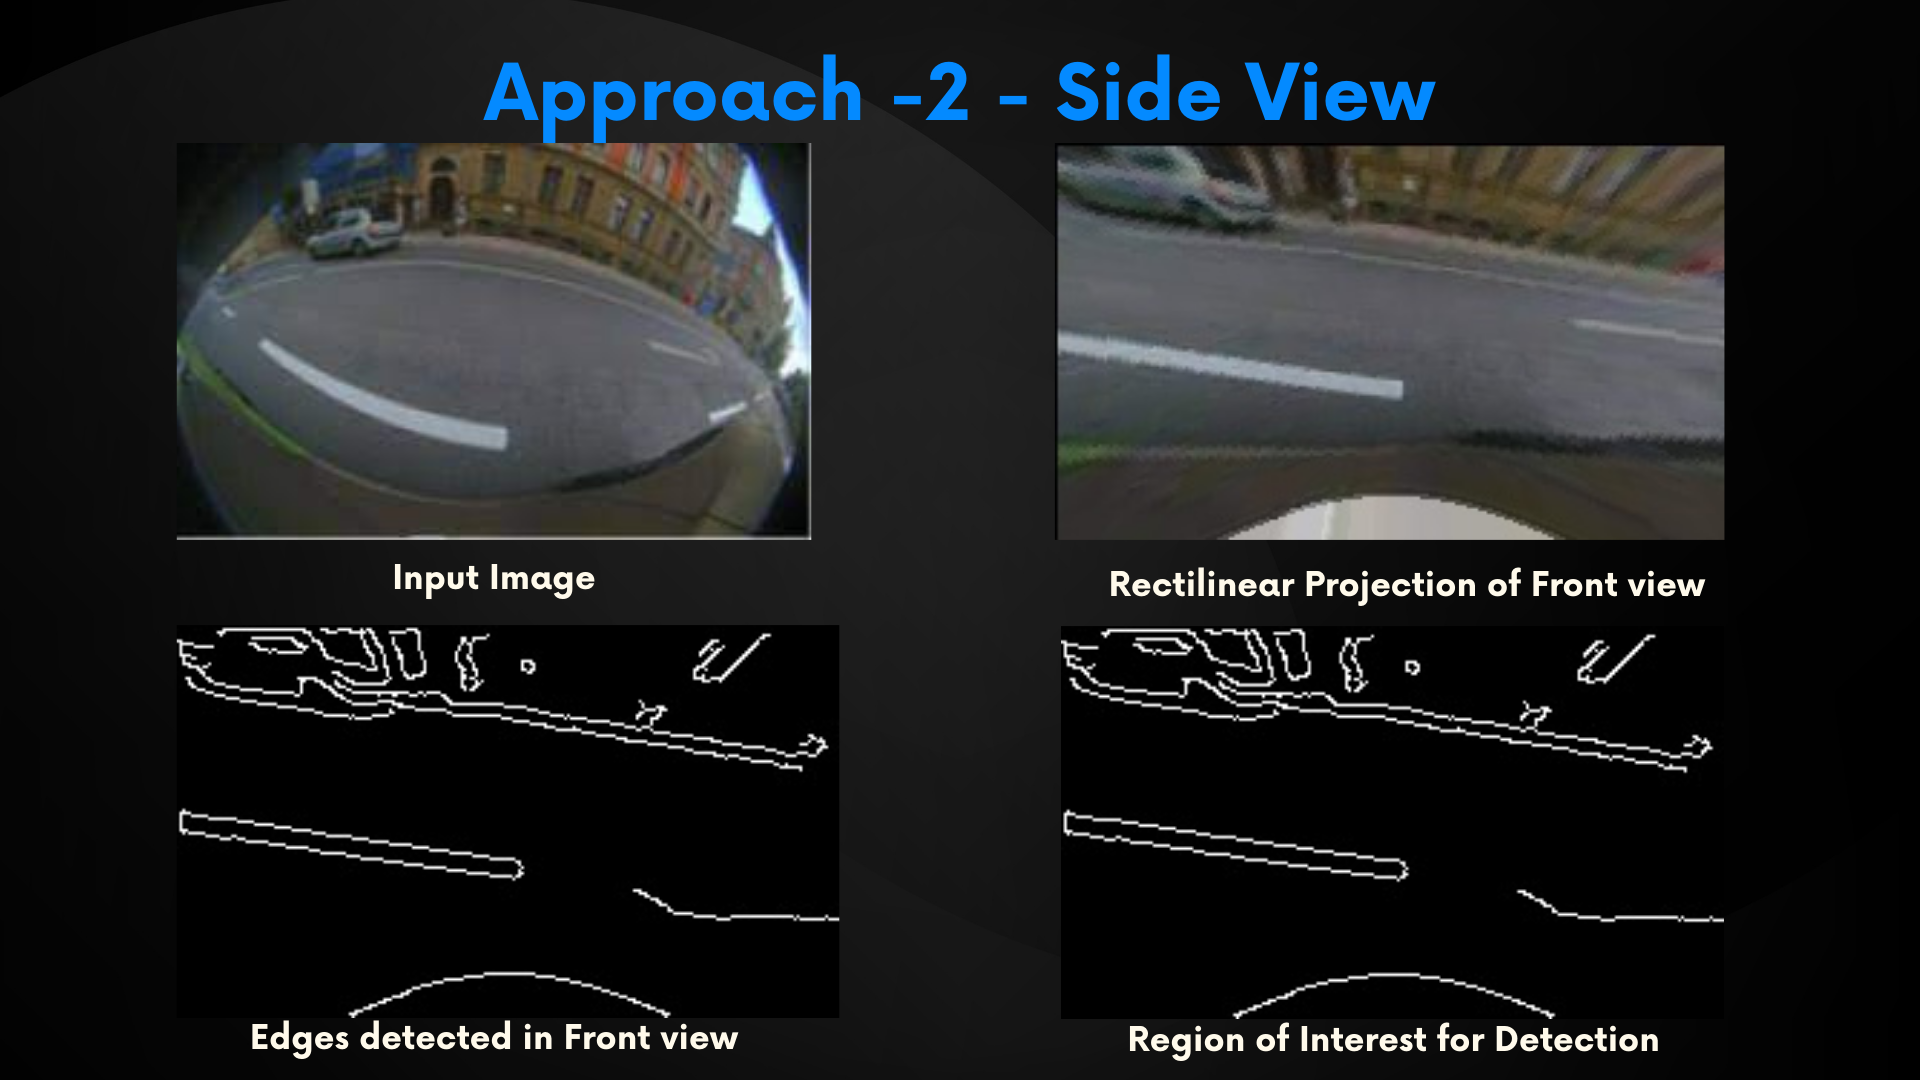 Approach -2 - Side View
Input Image
Rectilinear Projection of Front view
Edges detected in Front view
Region of Interest for Detection